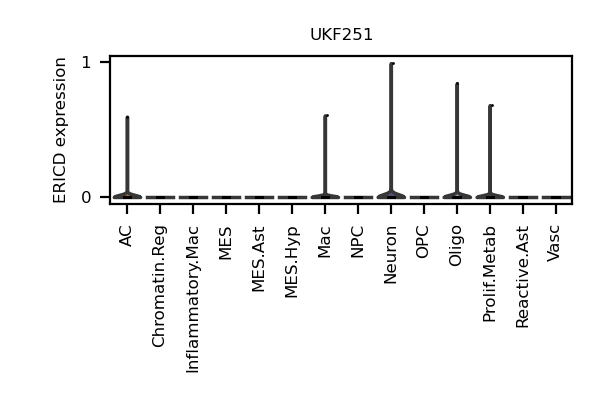 UKF251
ERICD expression
1
0
AC
Chromatin.Reg
Inflammatory.Mac
MES
MES.Ast
MES.Hyp
Mac
NPC
Neuron
OPC
Oligo
Prolif.Metab
Reactive.Ast
Vasc